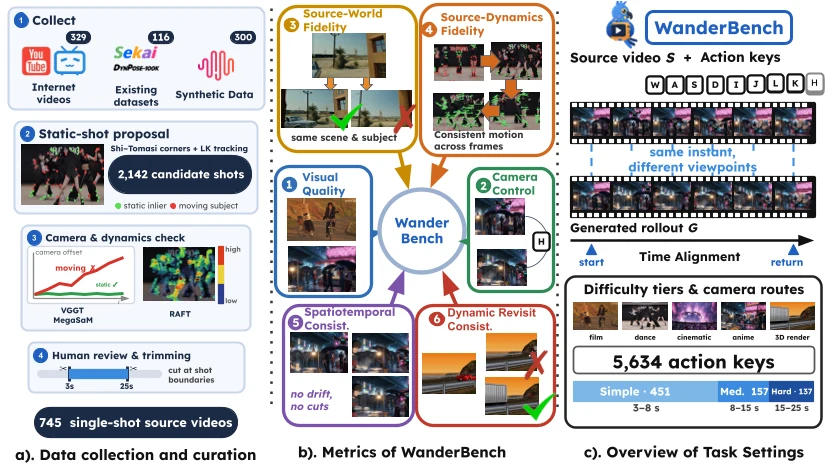 1 Collect
329
116
300
You
Tube
Sekai
DynPose-100K
Internet
videos
Existing
datasets
Synthetic Data
2 Static-shot proposal
Shi-Tomasi corners + LK tracking
2,142 candidate shots
static inlier
moving subject
3 Camera & dynamics check
camera offset
moving ✗
static ✓
high
low
VGGT
MegaSaM
RAFT
4 Human review & trimming
3s
25s
cut at shot
boundaries
745 single-shot source videos
a). Data collection and curation
3 Source-World
Fidelity
same scene & subject
4 Source-Dynamics
Fidelity
Consistent motion
across frames
1 Visual
Quality
Wander
Bench
2 Camera
Control
H
5 Spatiotemporal
Consist.
no drift,
no cuts
6 Dynamic Revisit
Consist.
b). Metrics of WanderBench
WanderBench
Source video S + Action keys
W A S D I J L K H
same instant,
different viewpoints
Generated rollout G
start
Time Alignment
return
Difficulty tiers & camera routes
film
dance
cinematic
anime
3D render
5,634 action keys
Simple · 451
Med. 157
Hard · 137
3–8 s
8–15 s
15–25 s
c). Overview of Task Settings